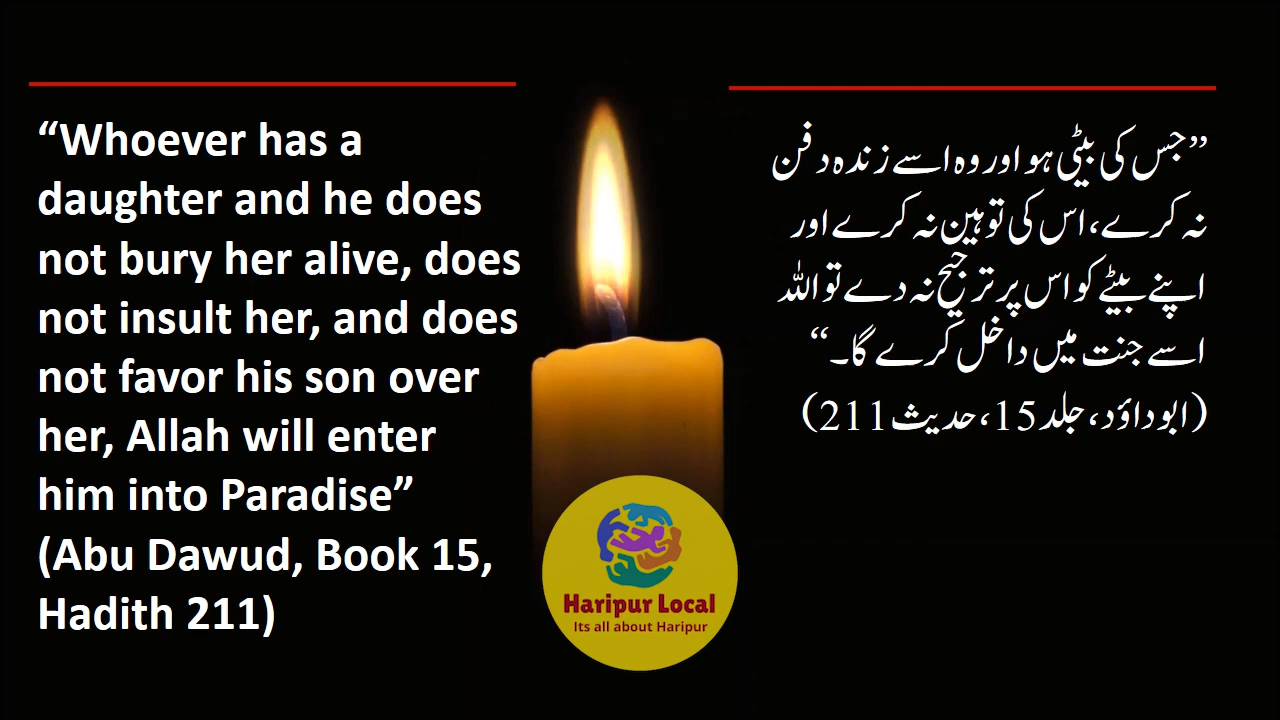 “Whoever has a
daughter and he does
not bury her alive, does
not insult her, and does
not favor his son over
her, Allah will enter
him into Paradise”
(Abu Dawud, Book 15,
Hadith 211)
”جس کی بیٹی ہو اور وہ اسے زندہ دفن
نہ کرے، اس کی توہین نہ کرے اور
اپنے بیٹے کو اس پر ترجیح نہ دے تو اللہ
اسے جنت میں داخل کرے گا۔“
(ابو داؤد، جلد 15، حدیث 211)
Haripur Local
Its all about Haripur